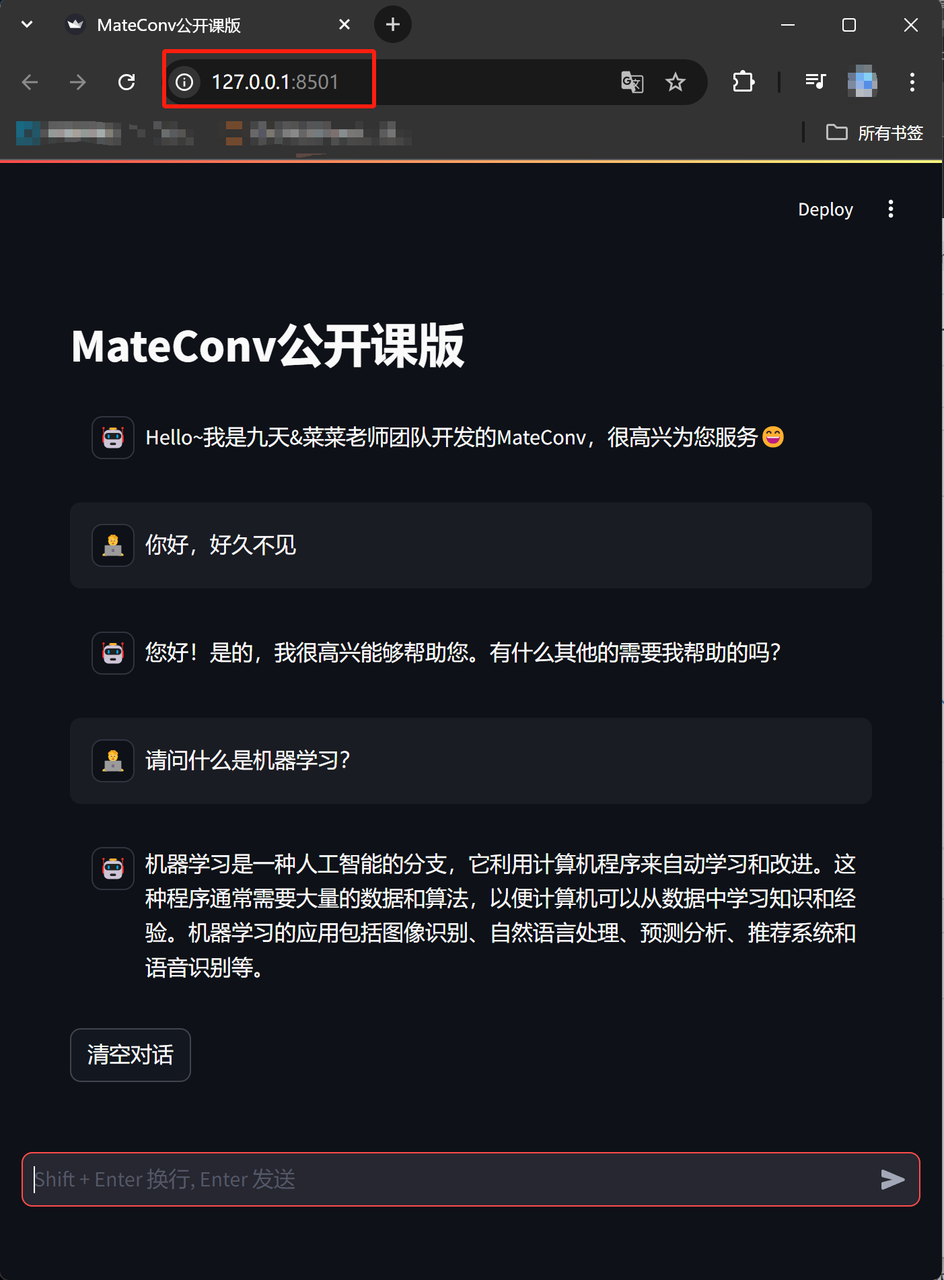 MateConv公开课版
127.0.0.1:8501
所有书签
Deploy
MateConv公开课版
Hello~我是九天&菜菜老师团队开发的MateConv，很高兴为您服务😄
你好，好久不见
您好！是的，我很高兴能够帮助您。有什么其他的需要我帮助的吗？
请问什么是机器学习？
机器学习是一种人工智能的分支，它利用计算机程序来自动学习和改进。这
种程序通常需要大量的数据和算法，以便计算机可以从数据中学习知识和经
验。机器学习的应用包括图像识别、自然语言处理、预测分析、推荐系统和
语音识别等。
清空对话
Shift + Enter 换行, Enter 发送